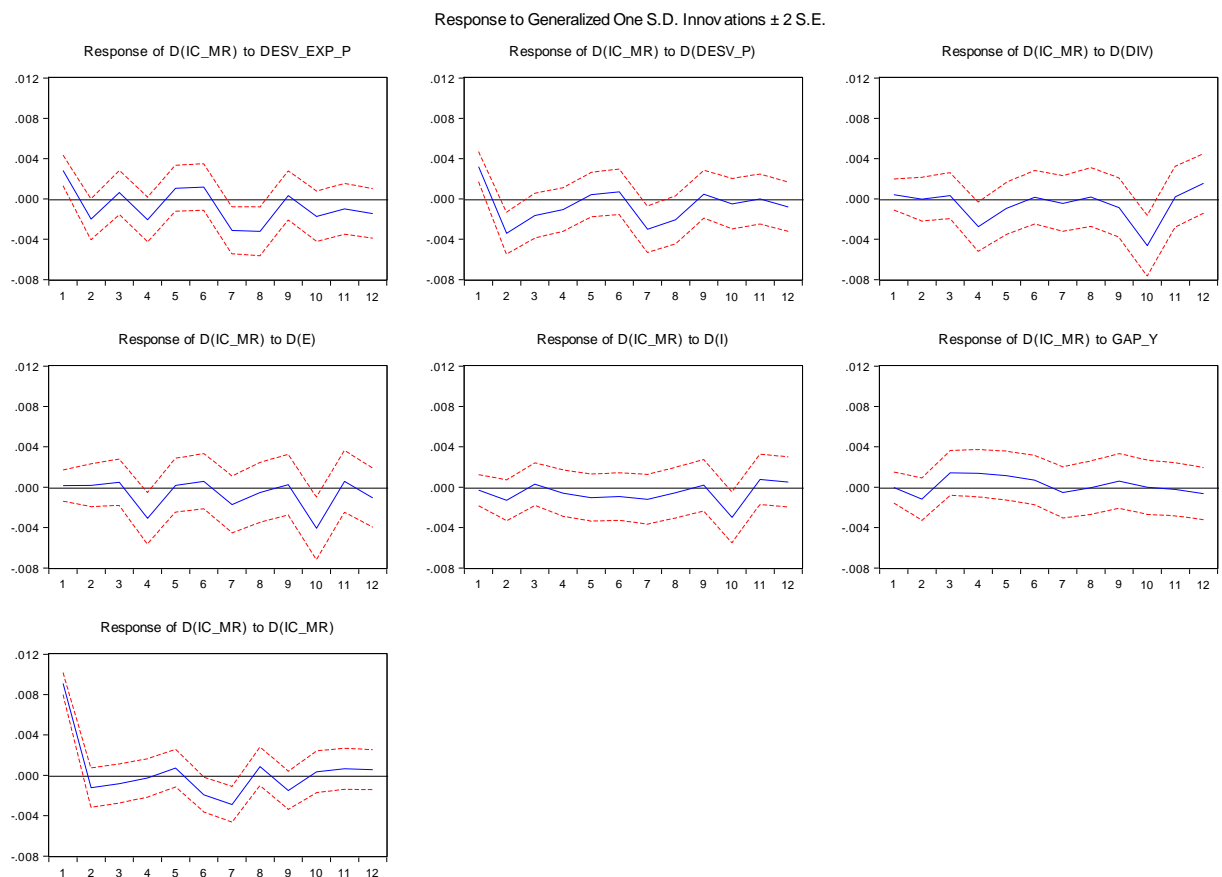 Response to Generalized One S.D. Innovations ± 2 S.E.
Response of D(IC_MR) to DESV_EXP_P
.012
.008
.004
.000
-.004
-.008
1 2 3 4 5 6 7 8 9 10 11 12
Response of D(IC_MR) to D(DESV_P)
.012
.008
.004
.000
-.004
-.008
1 2 3 4 5 6 7 8 9 10 11 12
Response of D(IC_MR) to D(DIV)
.012
.008
.004
.000
-.004
-.008
1 2 3 4 5 6 7 8 9 10 11 12
Response of D(IC_MR) to D(E)
.012
.008
.004
.000
-.004
-.008
1 2 3 4 5 6 7 8 9 10 11 12
Response of D(IC_MR) to D(I)
.012
.008
.004
.000
-.004
-.008
1 2 3 4 5 6 7 8 9 10 11 12
Response of D(IC_MR) to GAP_Y
.012
.008
.004
.000
-.004
-.008
1 2 3 4 5 6 7 8 9 10 11 12
Response of D(IC_MR) to D(IC_MR)
.012
.008
.004
.000
-.004
-.008
1 2 3 4 5 6 7 8 9 10 11 12